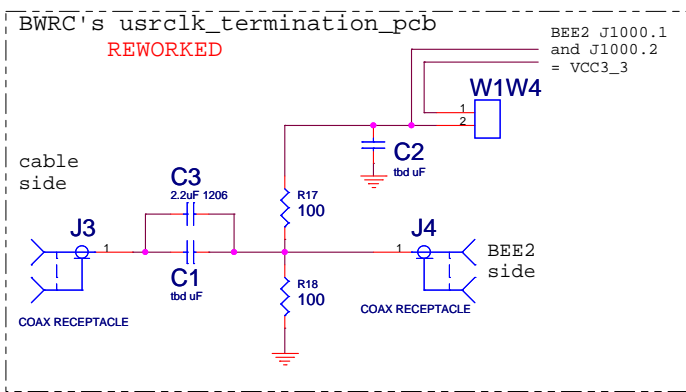 BWRC's usrclk_termination_pcb
REWORKED
BEE2 J1000.1
and J1000.2
= VCC3_3
W1W4
1
2
C2
tbd uF
cable
side
C3
2.2uF 1206
R17
100
J3
1
C1
tbd uF
J4
1
BEE2
side
R18
100
COAX RECEPTACLE
COAX RECEPTACLE